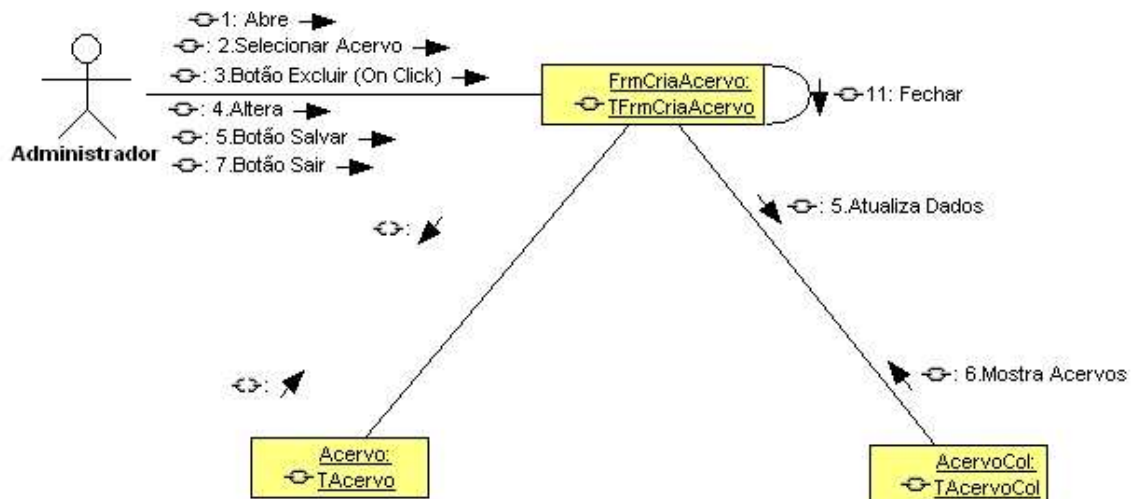 1: Abre
: 2.Selecionar Acervo
: 3.Botão Excluir (On Click)
: 4.Altera
: 5.Botão Salvar
: 7.Botão Sair
Administrador
FrmCriaAcervo:
TFrmCriaAcervo
11: Fechar
:
: 5.Atualiza Dados
:
: 6.Mostra Acervos
Acervo:
TAcervo
AcervoCol:
TAcervoCol